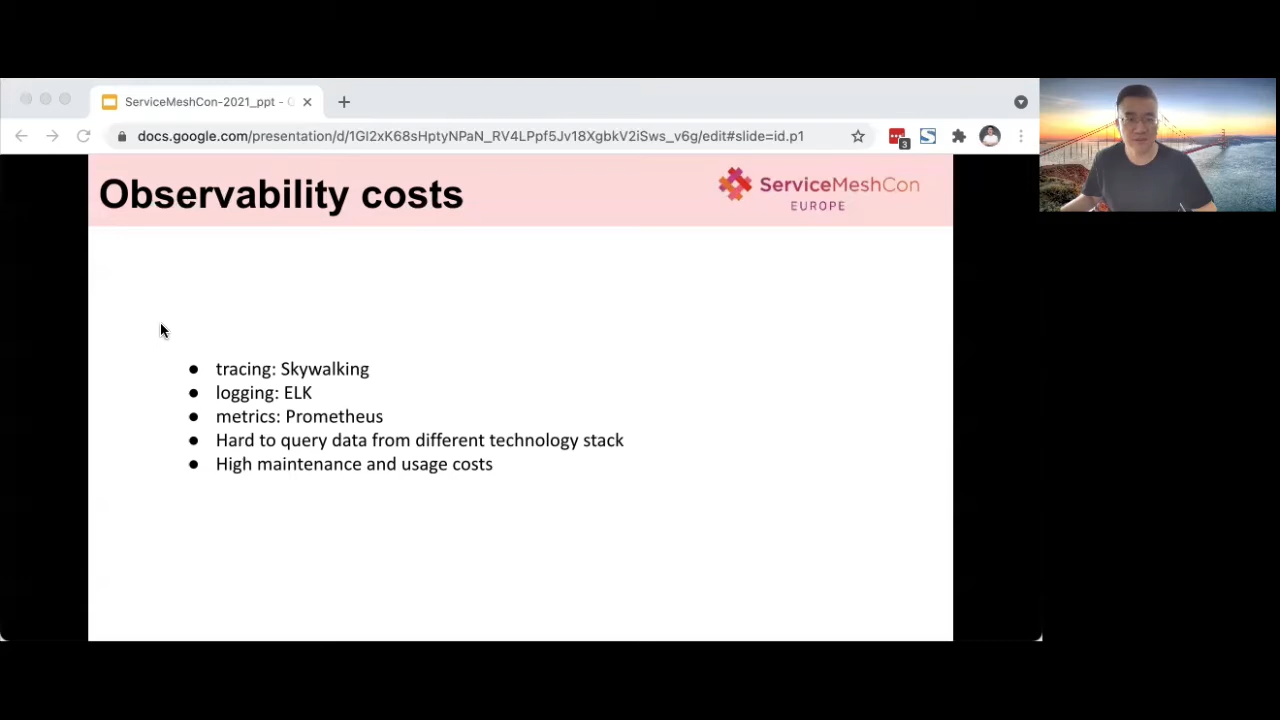 ServiceMeshCon-2021_ppt - G
docs.google.com/presentation/d/1Gl2xK68sHptyNPaN_RV4LPpf5Jv18XgbkV2iSws_v6g/edit#slide=id.p1
3
Observability costs
ServiceMeshCon
EUROPE
● tracing: Skywalking
● logging: ELK
● metrics: Prometheus
● Hard to query data from different technology stack
● High maintenance and usage costs